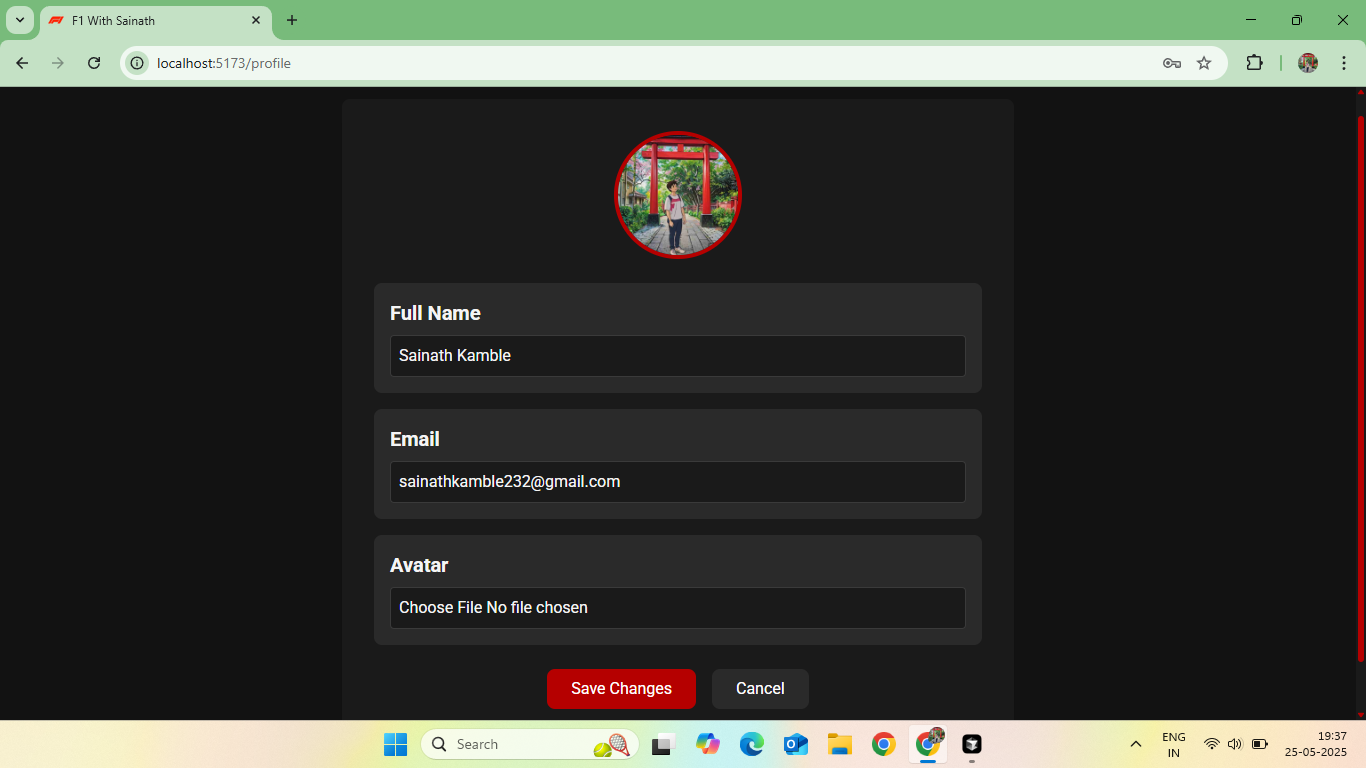 F1 With Sainath
localhost:5173/profile
Full Name
Sainath Kamble
Email
sainathkamble232@gmail.com
Avatar
Choose File No file chosen
Save Changes
Cancel
Search
ENG
IN
19:37
25-05-2025